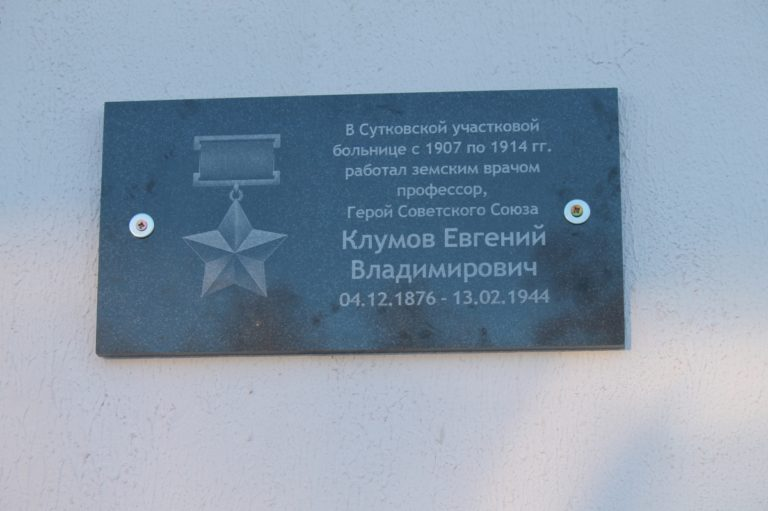 В Сутковской участковой
больнице с 1907 по 1914 гг.
работал земским врачом
профессор,
Герой Советского Союза
Клумов Евгений
Владимирович
04.12.1876 - 13.02.1944